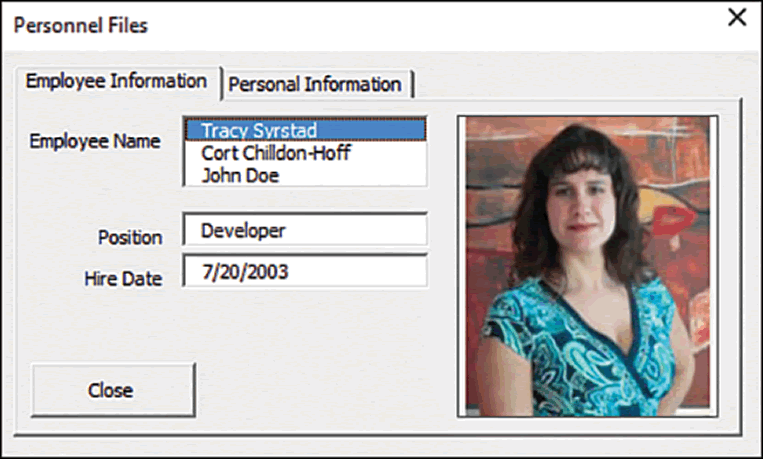 Personnel Files
Employee Information
Personal Information
Employee Name
Tracy Syrstad
Cort Chilldon-Hoff
John Doe
Position
Developer
Hire Date
7/20/2003
Close